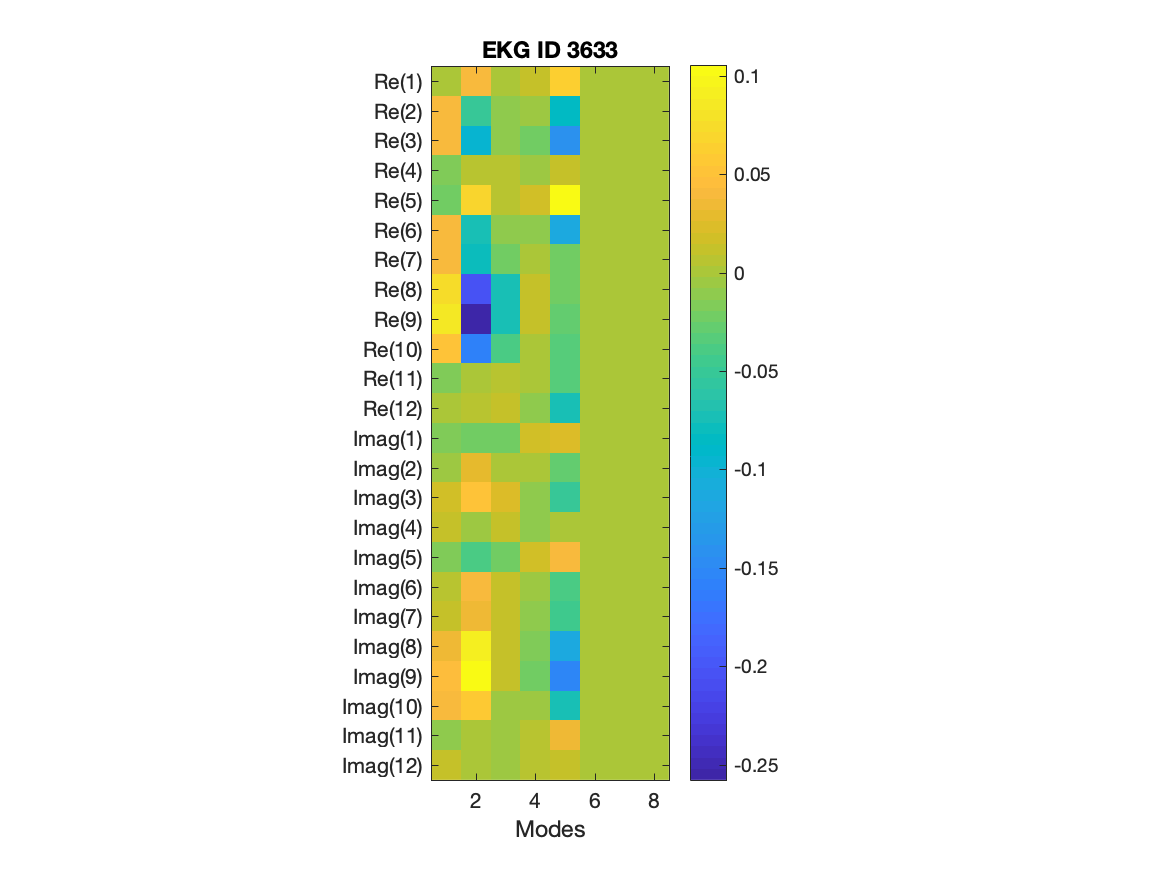 EKG ID 3633
Re(1)
Re(2)
Re(3)
Re(4)
Re(5)
Re(6)
Re(7)
Re(8)
Re(9)
Re(10)
Re(11)
Re(12)
Imag(1)
Imag(2)
Imag(3)
Imag(4)
Imag(5)
Imag(6)
Imag(7)
Imag(8)
Imag(9)
Imag(10)
Imag(11)
Imag(12)
2 4 6 8
Modes
0.1
0.05
0
-0.05
-0.1
-0.15
-0.2
-0.25